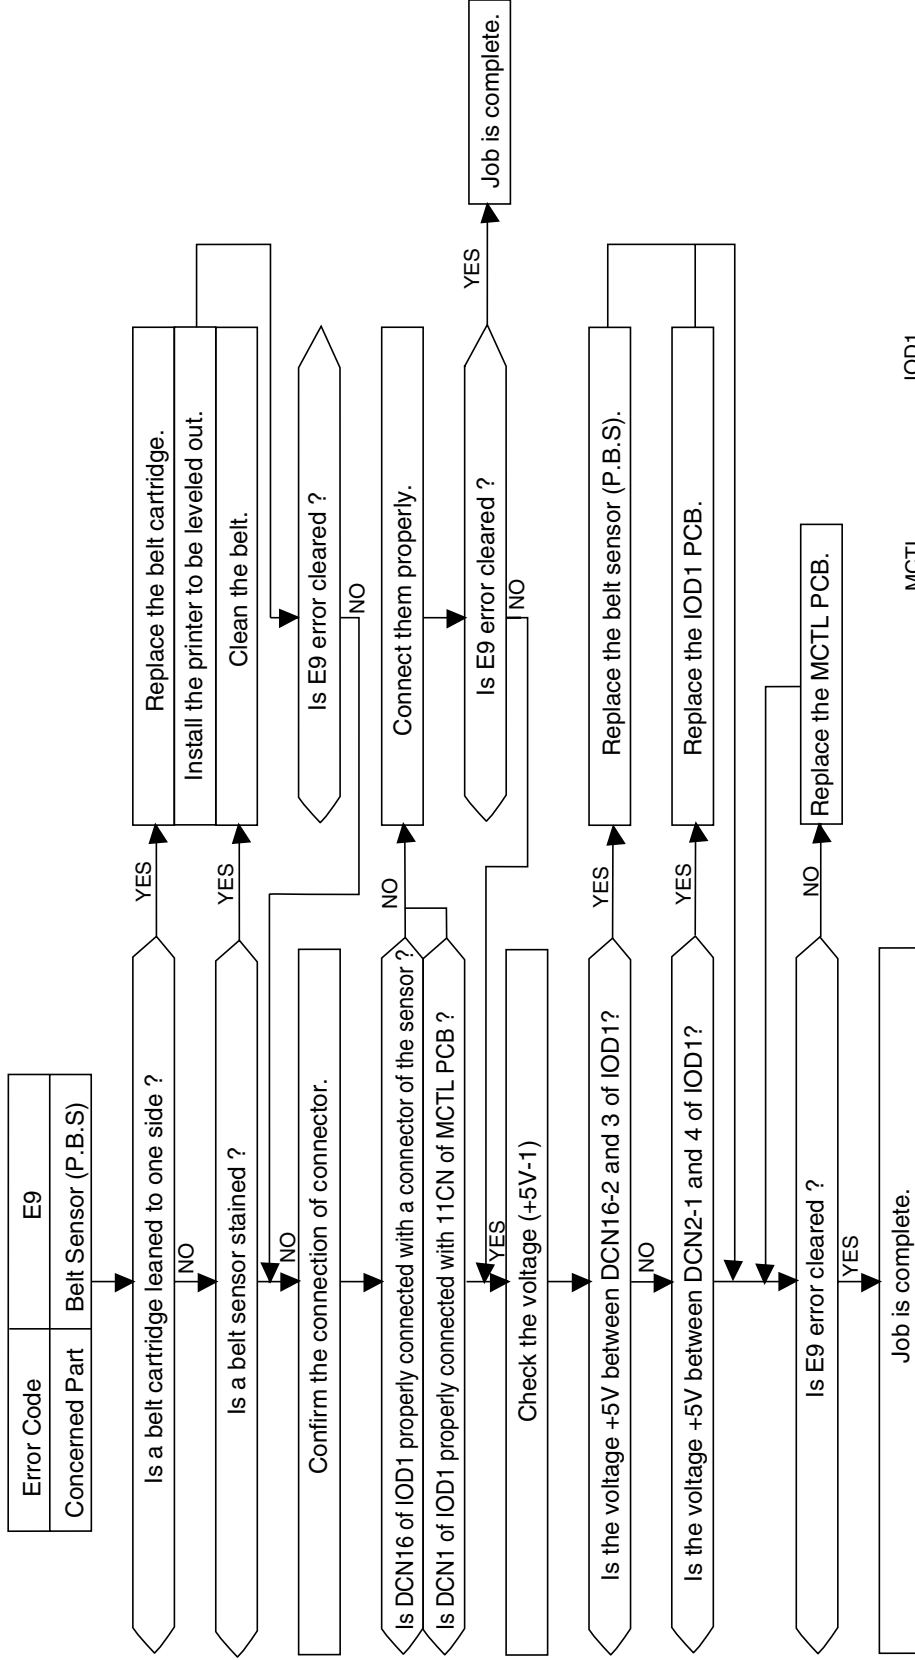 Error Code
E9
Concerned Part
Belt Sensor (P.B.S)
Is a belt cartridge leaned to one side ?
YES
Replace the belt cartridge.
Install the printer to be leveled out.
NO
Is a belt sensor stained ?
YES
Clean the belt.
NO
Is E9 error cleared ?
NO
Confirm the connection of connector.
Is DCN16 of IOD1 properly connected with a connector of the sensor ?
Is DCN1 of IOD1 properly connected with 11CN of MCTL PCB ?
NO
Connect them properly.
Is E9 error cleared ?
YES
Job is complete.
NO
YES
Check the voltage (+5V-1)
Is the voltage +5V between DCN16-2 and 3 of IOD1?
YES
Replace the belt sensor (P.B.S).
NO
Is the voltage +5V between DCN2-1 and 4 of IOD1?
YES
Replace the IOD1 PCB.
Is E9 error cleared ?
NO
Replace the MCTL PCB.
YES
Job is complete.
MCTL
IOD1